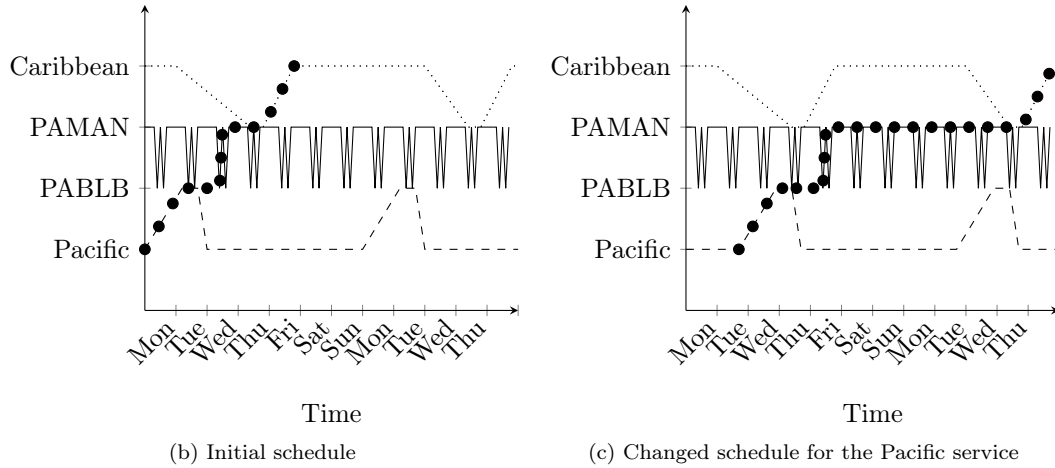 Caribbean
PAMAN
PABLB
Pacific
Mon
Tue
Wed
Thu
Fri
Sat
Sun
Mon
Tue
Wed
Thu
Time
(b) Initial schedule
Caribbean
PAMAN
PABLB
Pacific
Mon
Tue
Wed
Thu
Fri
Sat
Sun
Mon
Tue
Wed
Thu
Time
(c) Changed schedule for the Pacific service